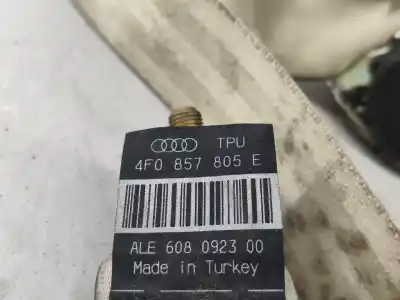 TPU
4F0 857 805 E
ALE 608 0923 00
Made in Turkey